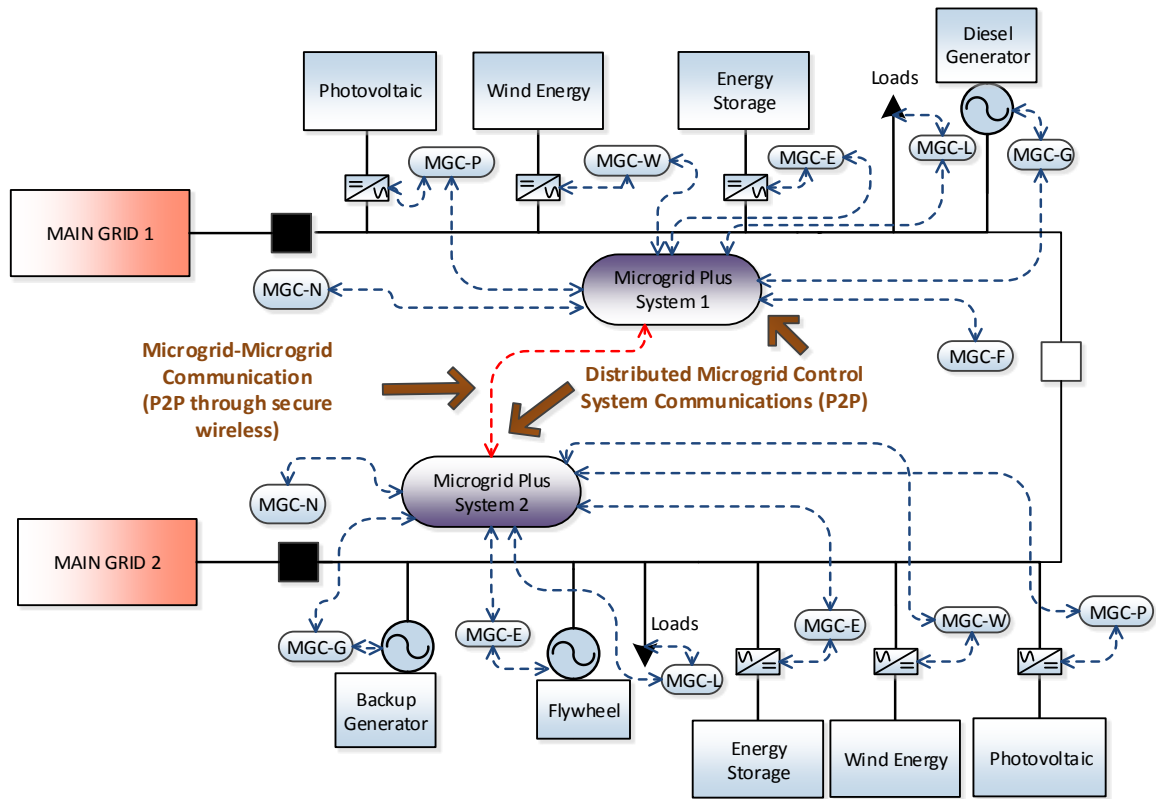 Diesel
Generator
Photovoltaic
Wind Energy
Energy
Storage
Loads
MGC-P
MGC-W
MGC-E
MGC-L
MGC-G
MAIN GRID 1
MGC-N
Microgrid Plus
System 1
MGC-F
Microgrid-Microgrid
Communication
(P2P through secure
wireless)
Distributed Microgrid Control
System Communications (P2P)
Microgrid Plus
System 2
MGC-N
MAIN GRID 2
MGC-G
MGC-E
Loads
MGC-L
MGC-E
MGC-W
MGC-P
Backup
Generator
Flywheel
Energy
Storage
Wind Energy
Photovoltaic